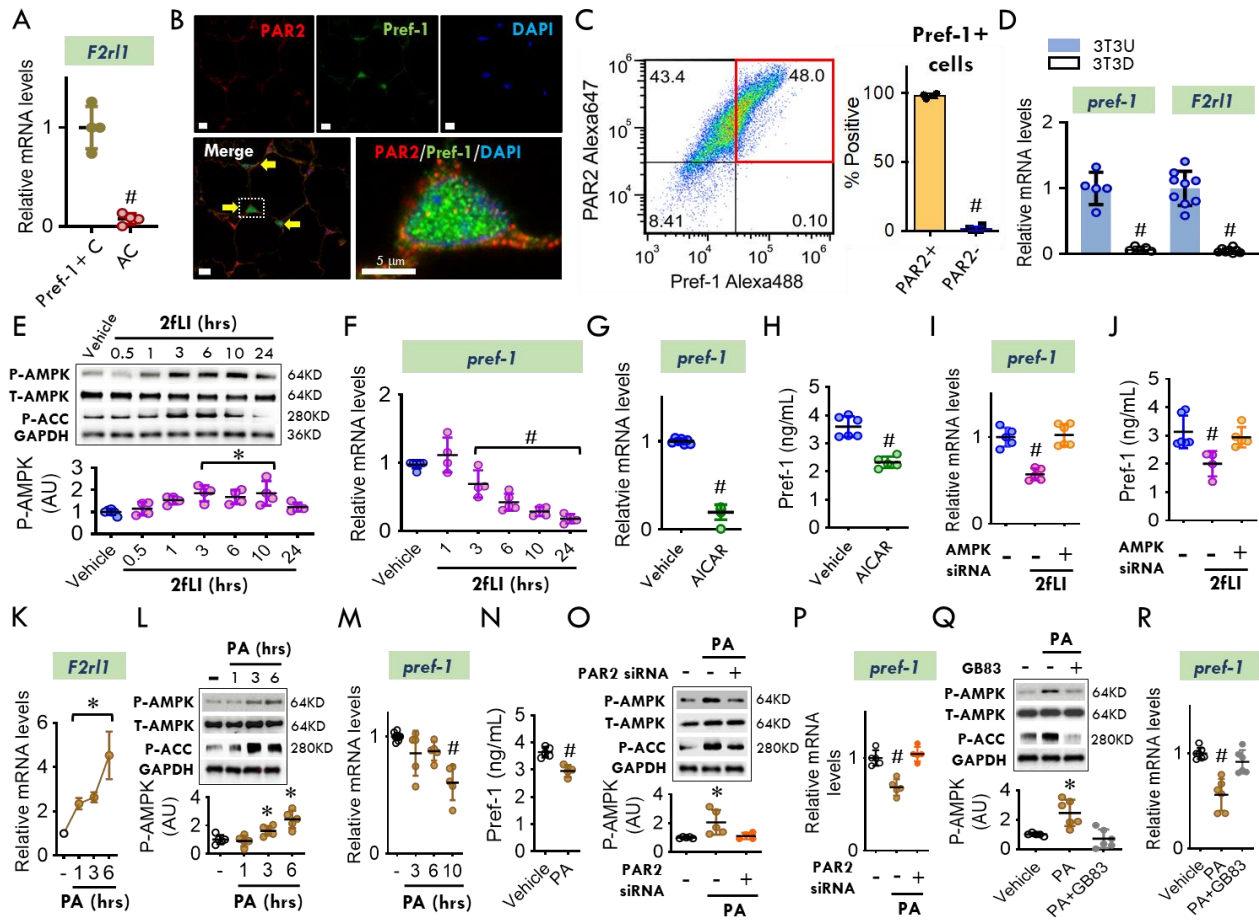 A
F2rl1
Relative mRNA levels
1
0
#
Pref-1+ C
AC
B
PAR2
Pref-1
DAPI
Merge
PAR2/Pref-1/DAPI
5 μm
C
PAR2 Alexa647
10^6
10^5
10^4
43.4
48.0
8.41
0.10
10^3 10^4 10^5 10^6
Pref-1 Alexa488
Pref-1+
cells
% Positive
100
50
0
#
PAR2+
PAR2-
D
3T3U
3T3D
pref-1
F2rl1
Relative mRNA levels
2
1
0
#
#
E
Vehicle
2fLI (hrs)
0.5 1 3 6 10 24
P-AMPK 64KD
T-AMPK 64KD
P-ACC 280KD
GAPDH 36KD
P-AMPK
(AU)
4
3
2
1
0
*
Vehicle
0.5 1 3 6 10 24
2fLI (hrs)
F
pref-1
Relative mRNA levels
2
1
0
#
Vehicle
1 3 6 10 24
2fLI (hrs)
G
pref-1
Relative mRNA levels
1
0
#
Vehicle
AICAR
H
Pref-1 (ng/mL)
5
4
3
2
1
0
#
Vehicle
AICAR
I
pref-1
Relative mRNA levels
1
0
#
AMPK
siRNA
- - +
2fLI
J
Pref-1 (ng/mL)
5
4
3
2
1
0
#
AMPK
siRNA
- - +
2fLI
K
F2rl1
Relative mRNA levels
6
4
2
0
*
- 1 3 6
PA (hrs)
L
PA (hrs)
- 1 3 6
P-AMPK 64KD
T-AMPK 64KD
P-ACC 280KD
GAPDH
P-AMPK
(AU)
4
2
0
*
*
- 1 3 6
PA (hrs)
M
pref-1
Relative mRNA levels
1
0
#
- 3 6 10
PA (hrs)
N
Pref-1 (ng/mL)
5
4
3
2
1
0
#
Vehicle
PA
O
PA
PAR2 siRNA - - +
P-AMPK 64KD
T-AMPK 64KD
P-ACC 280KD
GAPDH
P-AMPK
(AU)
4
2
0
*
PAR2
siRNA
- - +
PA
P
pref-1
Relative mRNA
levels
1
0
#
PAR2
siRNA
- - +
PA
Q
PA
GB83 - - +
P-AMPK 64KD
T-AMPK 64KD
P-ACC 280KD
GAPDH
P-AMPK
(AU)
4
2
0
*
Vehicle
PA
PA+GB83
R
pref-1
Relative mRNA levels
1
0
#
Vehicle
PA
PA+GB83